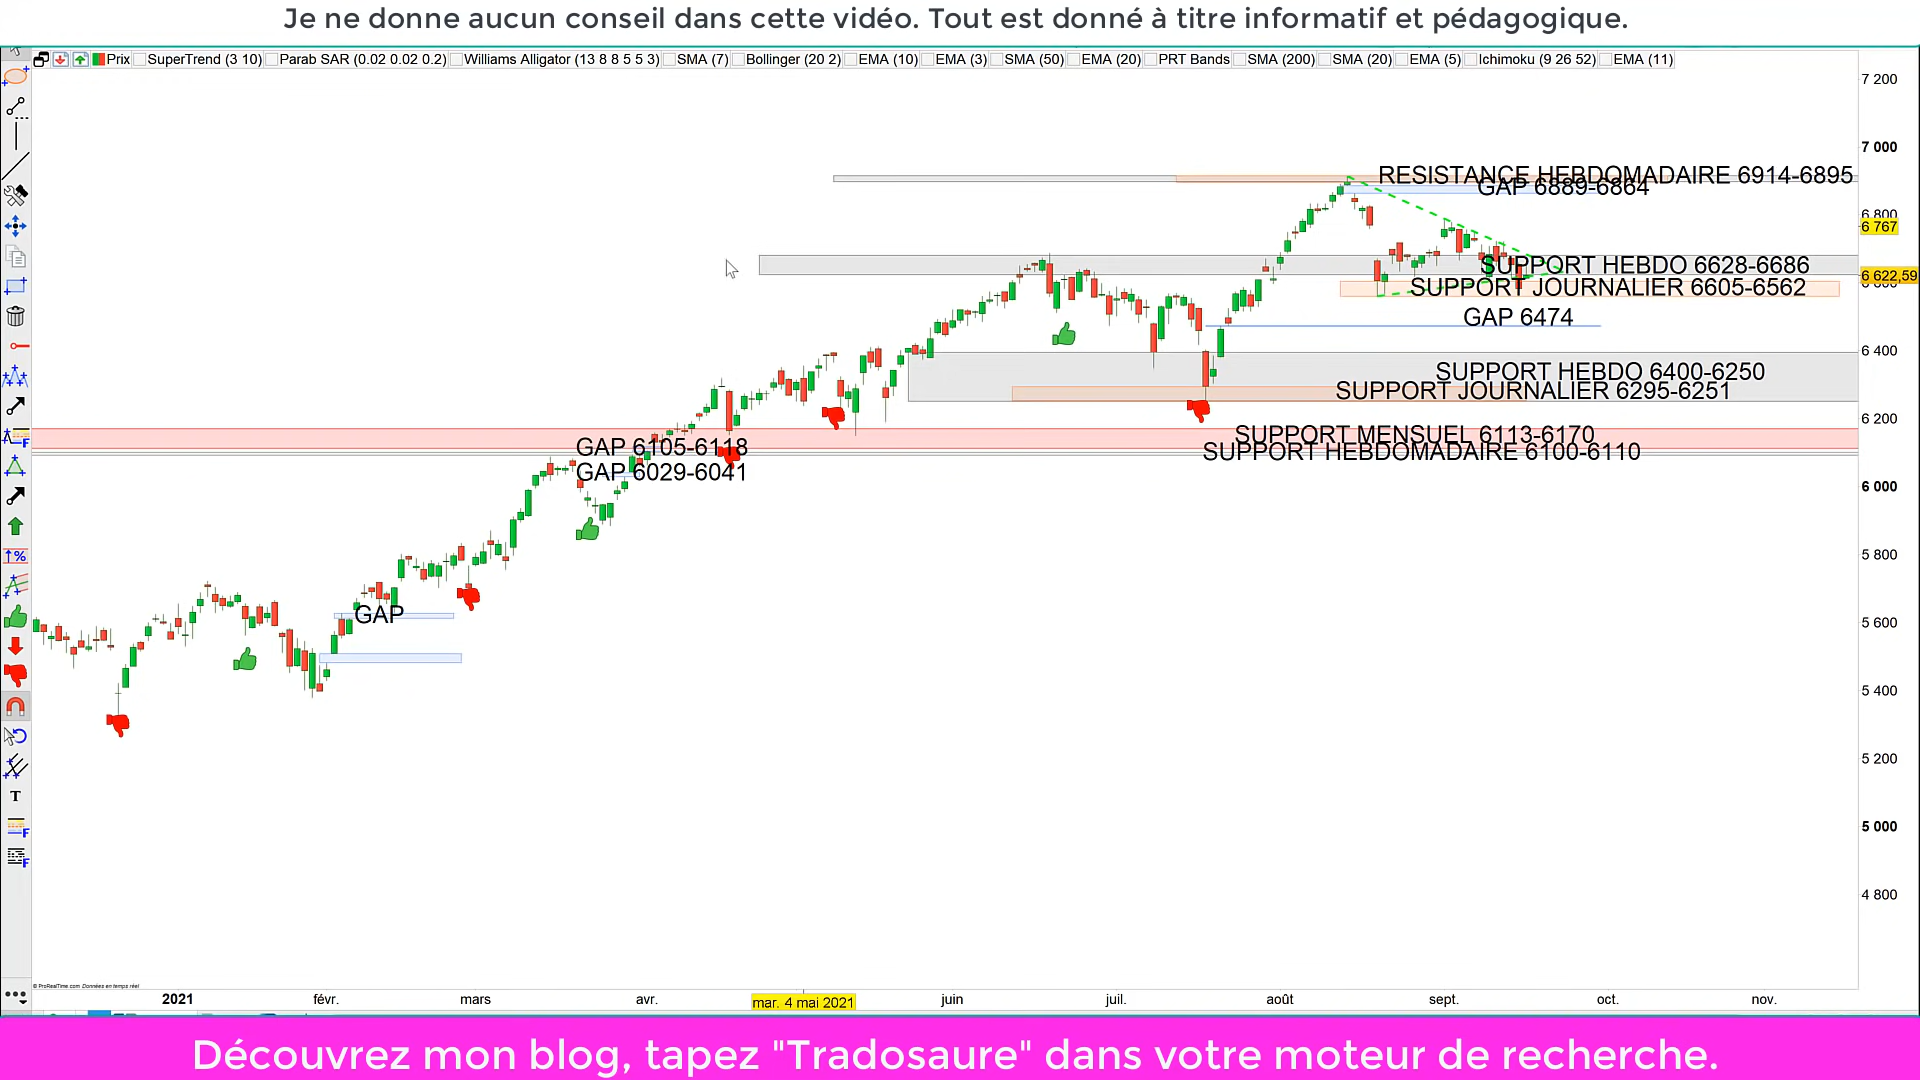 Je ne donne aucun conseil dans cette vidéo. Tout est donné à titre informatif et pédagogique.
Prix SuperTrend (3 10) Parab SAR (0.02 0.02 0.2) Williams Alligator (13 8 8 5 5 3) SMA (7) Bollinger (20 2) EMA (10) EMA (3) SMA (50) EMA (20) PRT Bands SMA (200) SMA (20) EMA (5) Ichimoku (9 26 52) EMA (11)
7 200
7 000
RESISTANCE HEBDOMADAIRE 6914-6895
GAP 6889-6864
6 800
6 767
SUPPORT HEBDO 6628-6686
6 622,59
SUPPORT JOURNALIER 6605-6562
GAP 6474
6 400
SUPPORT HEBDO 6400-6250
SUPPORT JOURNALIER 6295-6251
6 200
SUPPORT MENSUEL 6113-6170
GAP 6105-6118
SUPPORT HEBDOMADAIRE 6100-6110
GAP 6029-6041
6 000
5 800
GAP
5 600
5 400
5 200
T
5 000
4 800
© ProRealTime.com Données en temps réel
2021 févr. mars avr. mar. 4 mai 2021 juin juil. août sept. oct. nov.
Découvrez mon blog, tapez "Tradosaure" dans votre moteur de recherche.